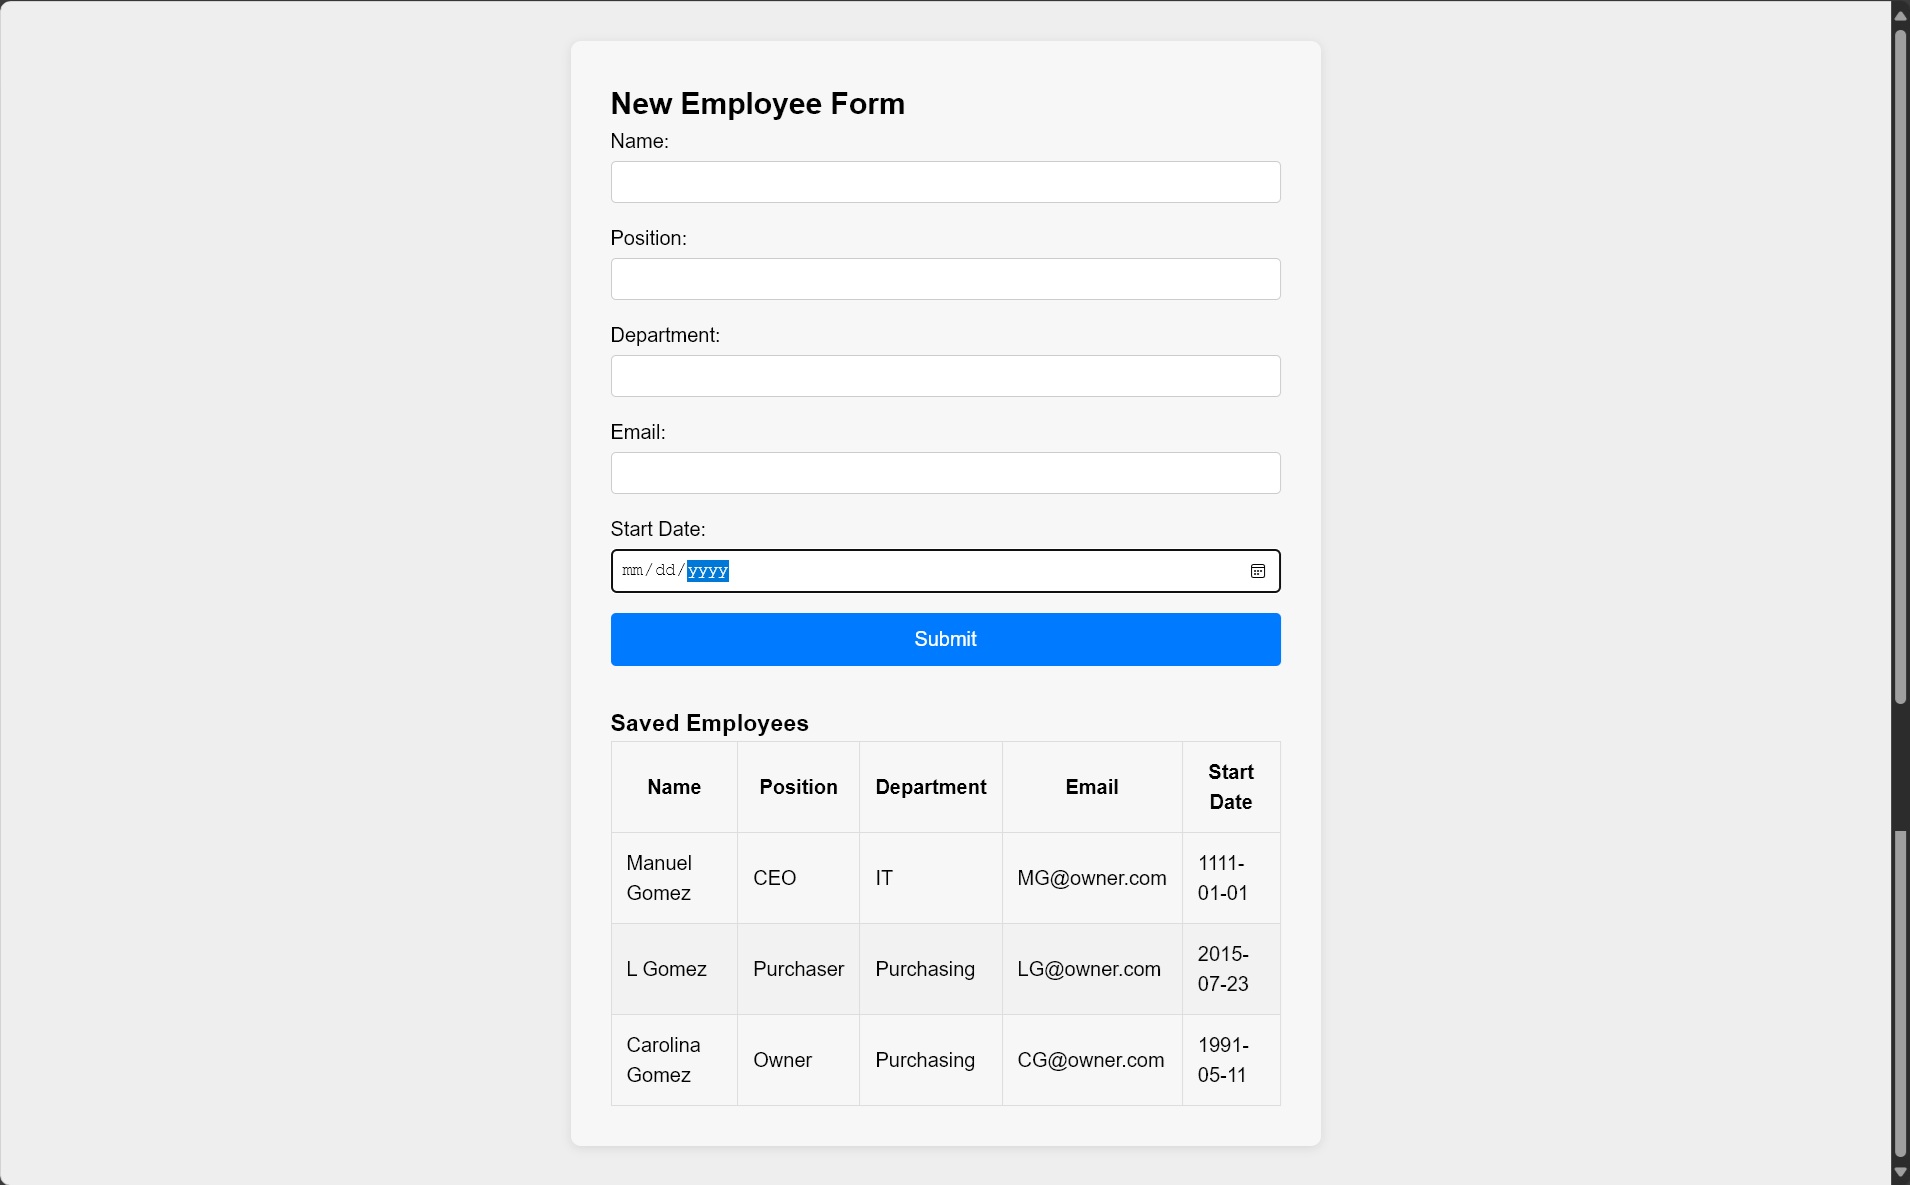 New Employee Form
Name:
Position:
Department:
Email:
Start Date:
mm/dd/yyyy
Submit
Saved Employees
Name Position Department Email Start Date
Manuel Gomez CEO IT MG@owner.com 1111-01-01
L Gomez Purchaser Purchasing LG@owner.com 2015-07-23
Carolina Gomez Owner Purchasing CG@owner.com 1991-05-11